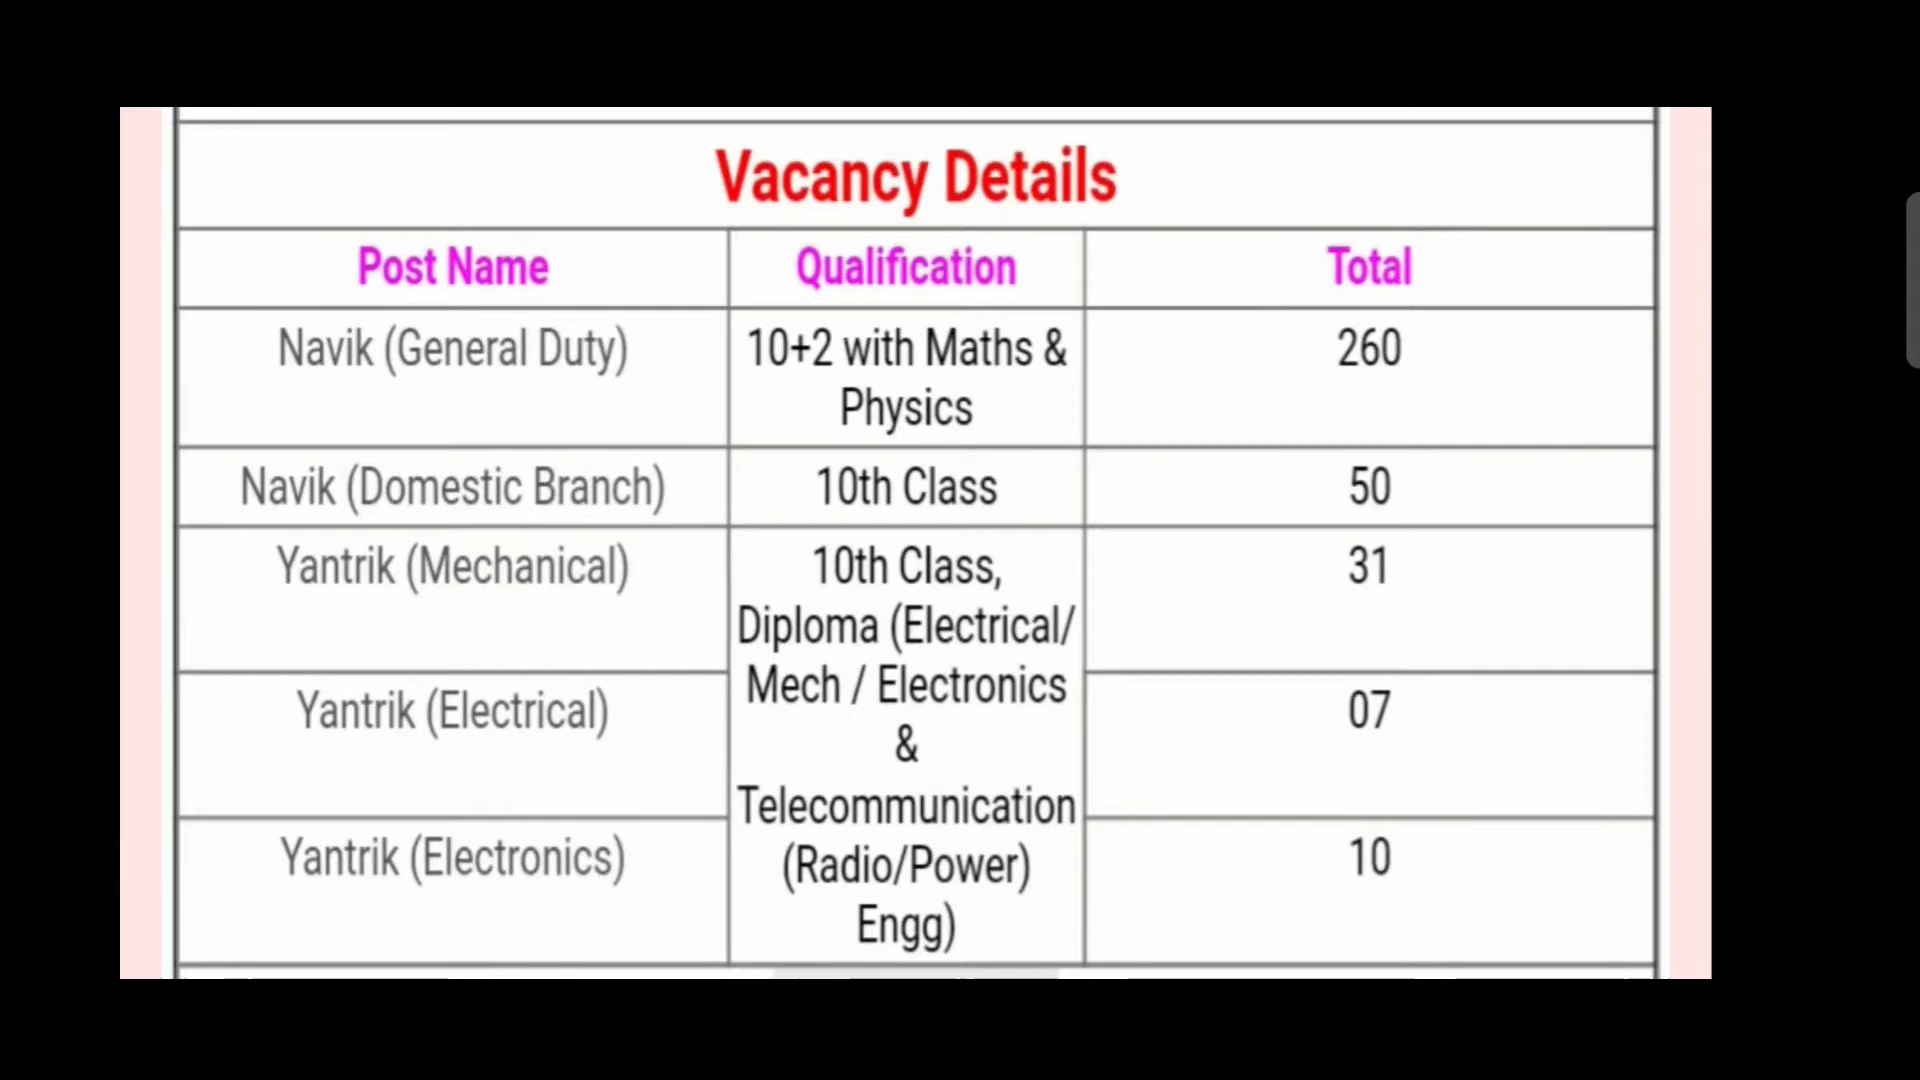 Vacancy Details
Post Name Qualification Total
Navik (General Duty) 10+2 with Maths & 260
Physics
Navik (Domestic Branch) 10th Class 50
Yantrik (Mechanical) 10th Class, 31
Diploma (Electrical/
Mech / Electronics
Yantrik (Electrical) 07
&
Telecommunication
Yantrik (Electronics) (Radio/Power) 10
Engg)